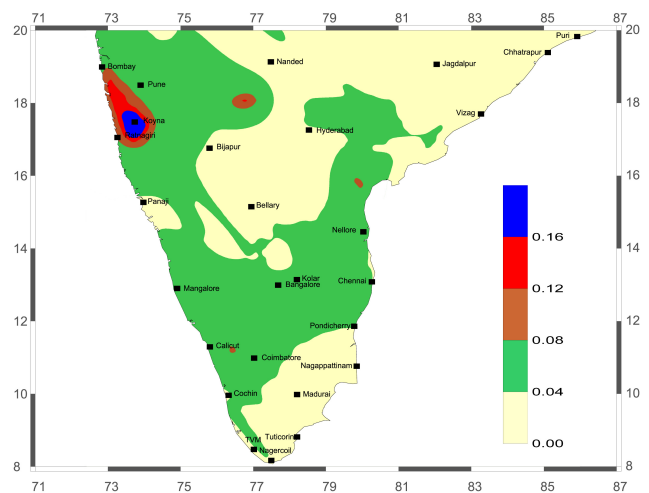 71 73 75 77 79 81 83 85 87
20 20
Puri
Chhatrapur
Bombay
Nanded
Jagdalpur
Pune
18 18
Koyna
Vizag
Hyderabad
Bijapur
16 16
Panaji
Bellary
Nellore
0.16
14 14
Kolar
Mangalore
Bangalore
Chennai
0.12
12 12
Pondicherry
0.08
Calicut
Coimbatore
Nagappattinam
0.04
10 10
Cochin
Madurai
TVM
Tuticorin
0.00
Nagercoil
8 8
71 73 75 77 79 81 83 85 87